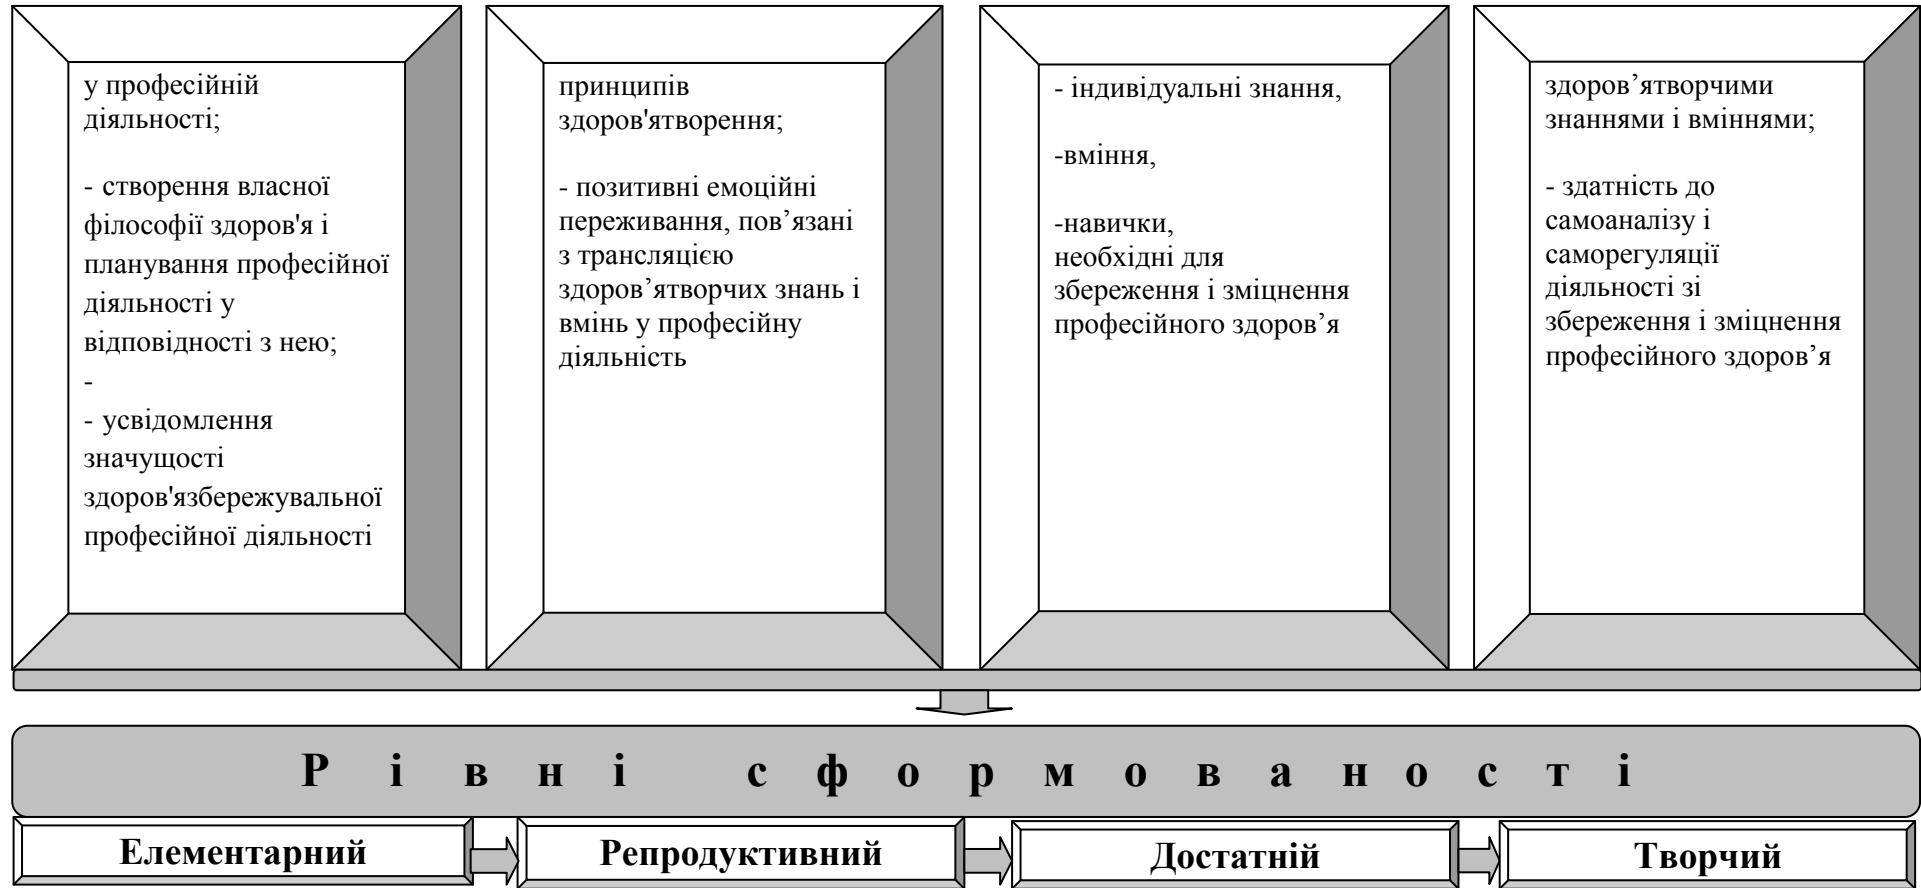 у професійній
діяльності;
- створення власної
філософії здоров'я і
планування професійної
діяльності у
відповідності з нею;
-
- усвідомлення
значущості
здоров'язбережувальної
професійної діяльності
принципів
здоров'ятворення;
- позитивні емоційні
переживання, пов’язані
з трансляцією
здоров’ятворчих знань і
вмінь у професійну
діяльність
- індивідуальні знання,
-вміння,
-навички,
необхідні для
збереження і зміцнення
професійного здоров’я
здоров’ятворчими
знаннями і вміннями;
- здатність до
самоаналізу і
саморегуляції
діяльності зі
збереження і зміцнення
професійного здоров’я
Рівні сформованості
Елементарний
Репродуктивний
Достатній
Творчий